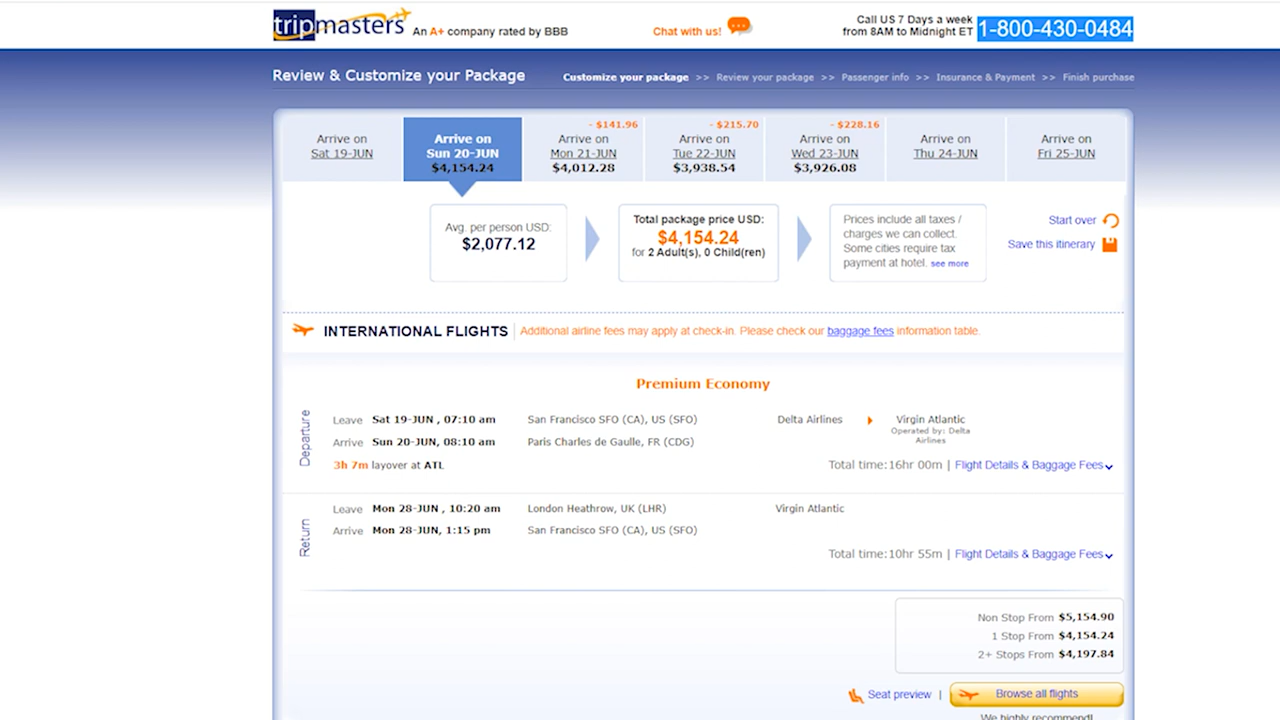 tripmasters An A+ company rated by BBB
Chat with us!
Call US 7 Days a week
from 8AM to Midnight ET 1-800-430-0484
Review & Customize your Package
Customize your package >> Review your package >> Passenger info >> Insurance & Payment >> Finish purchase
Arrive on
Sat 19-JUN
Arrive on
Sun 20-JUN
$4,154.24
- $141.96
Arrive on
Mon 21-JUN
$4,012.28
- $215.70
Arrive on
Tue 22-JUN
$3,938.54
- $228.16
Arrive on
Wed 23-JUN
$3,926.08
Arrive on
Thu 24-JUN
Arrive on
Fri 25-JUN
Avg. per person USD:
$2,077.12
Total package price USD:
$4,154.24
for 2 Adult(s), 0 Child(ren)
Prices include all taxes /
charges we can collect.
Some cities require tax
payment at hotel. see more
Start over
Save this itinerary
INTERNATIONAL FLIGHTS Additional airline fees may apply at check-in. Please check our baggage fees information table.
Premium Economy
Departure
Leave Sat 19-JUN , 07:10 am San Francisco SFO (CA), US (SFO) Delta Airlines Virgin Atlantic
Operated by: Delta
Airlines
Arrive Sun 20-JUN, 08:10 am Paris Charles de Gaulle, FR (CDG)
3h 7m layover at ATL
Total time:16hr 00m | Flight Details & Baggage Fees
Return
Leave Mon 28-JUN , 10:20 am London Heathrow, UK (LHR) Virgin Atlantic
Arrive Mon 28-JUN, 1:15 pm San Francisco SFO (CA), US (SFO)
Total time:10hr 55m | Flight Details & Baggage Fees
Non Stop From $5,154.90
1 Stop From $4,154.24
2+ Stops From $4,197.84
Seat preview | Browse all flights
We highly recommend!